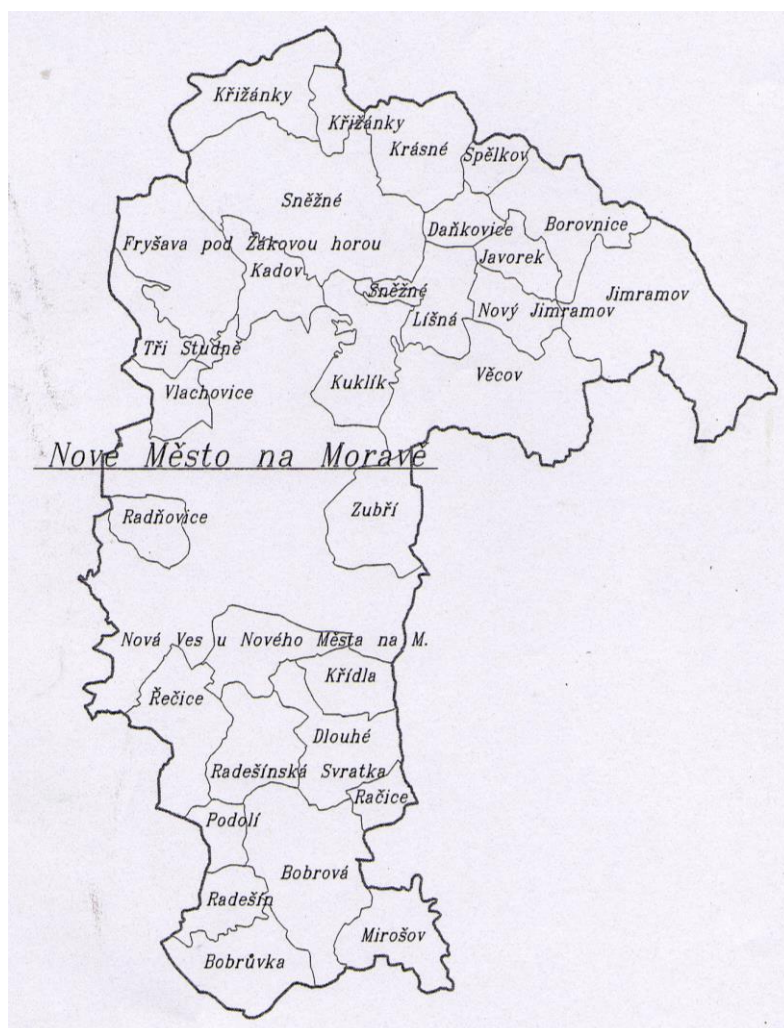 Křižánky
Křižánky
Krásné
Spělkov
Sněžné
Daňkovice
Borovnice
Fryšava pod Žákovou horou
Javorek
Kadov
Sněžné
Jimramov
Líšná
Nový Jimramov
Tři Studně
Kuklík
Věcov
Vlachovice
Nové Město na Moravě
Radňovice
Zubří
Nová Ves u Nového Města na M.
Křídla
Řečice
Dlouhé
Radešínská Svratka
Račice
Podolí
Bobrová
Radešín
Mirošov
Bobrůvka